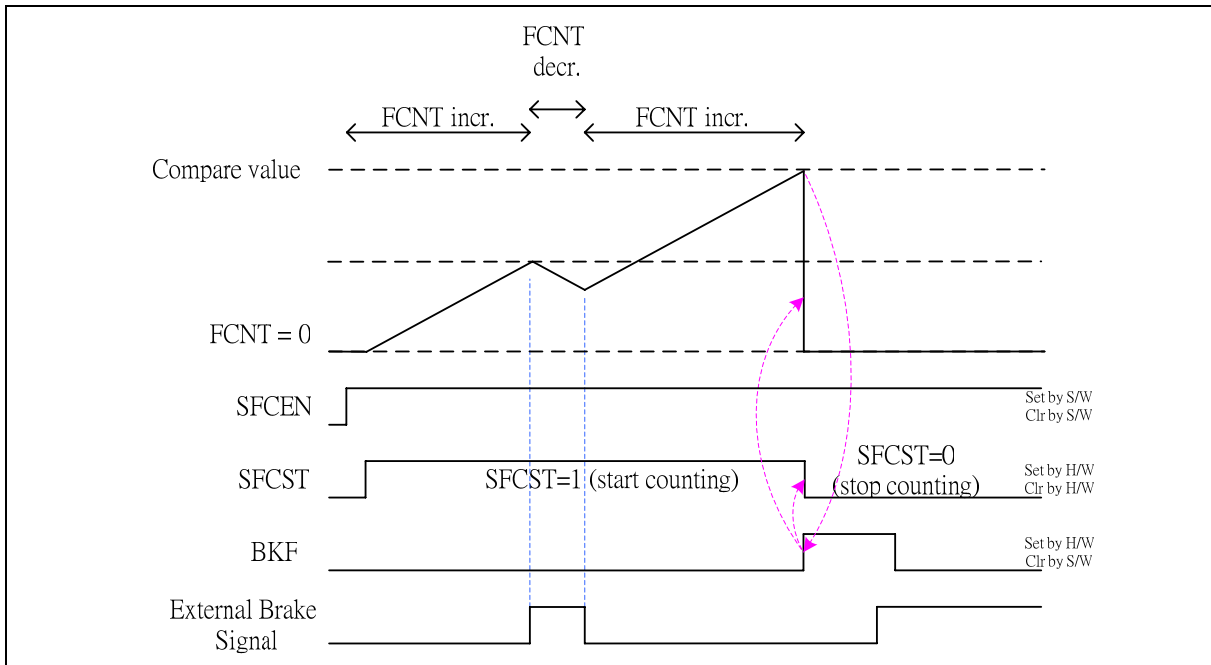 FCNT
decr.
FCNT incr.
FCNT incr.
Compare value
FCNT = 0
SFCEN
Set by S/W
Clr by S/W
SFCST
SFCST=1 (start counting)
SFCST=0
(stop counting)
Set by H/W
Clr by H/W
BKF
Set by H/W
Clr by S/W
External Brake
Signal